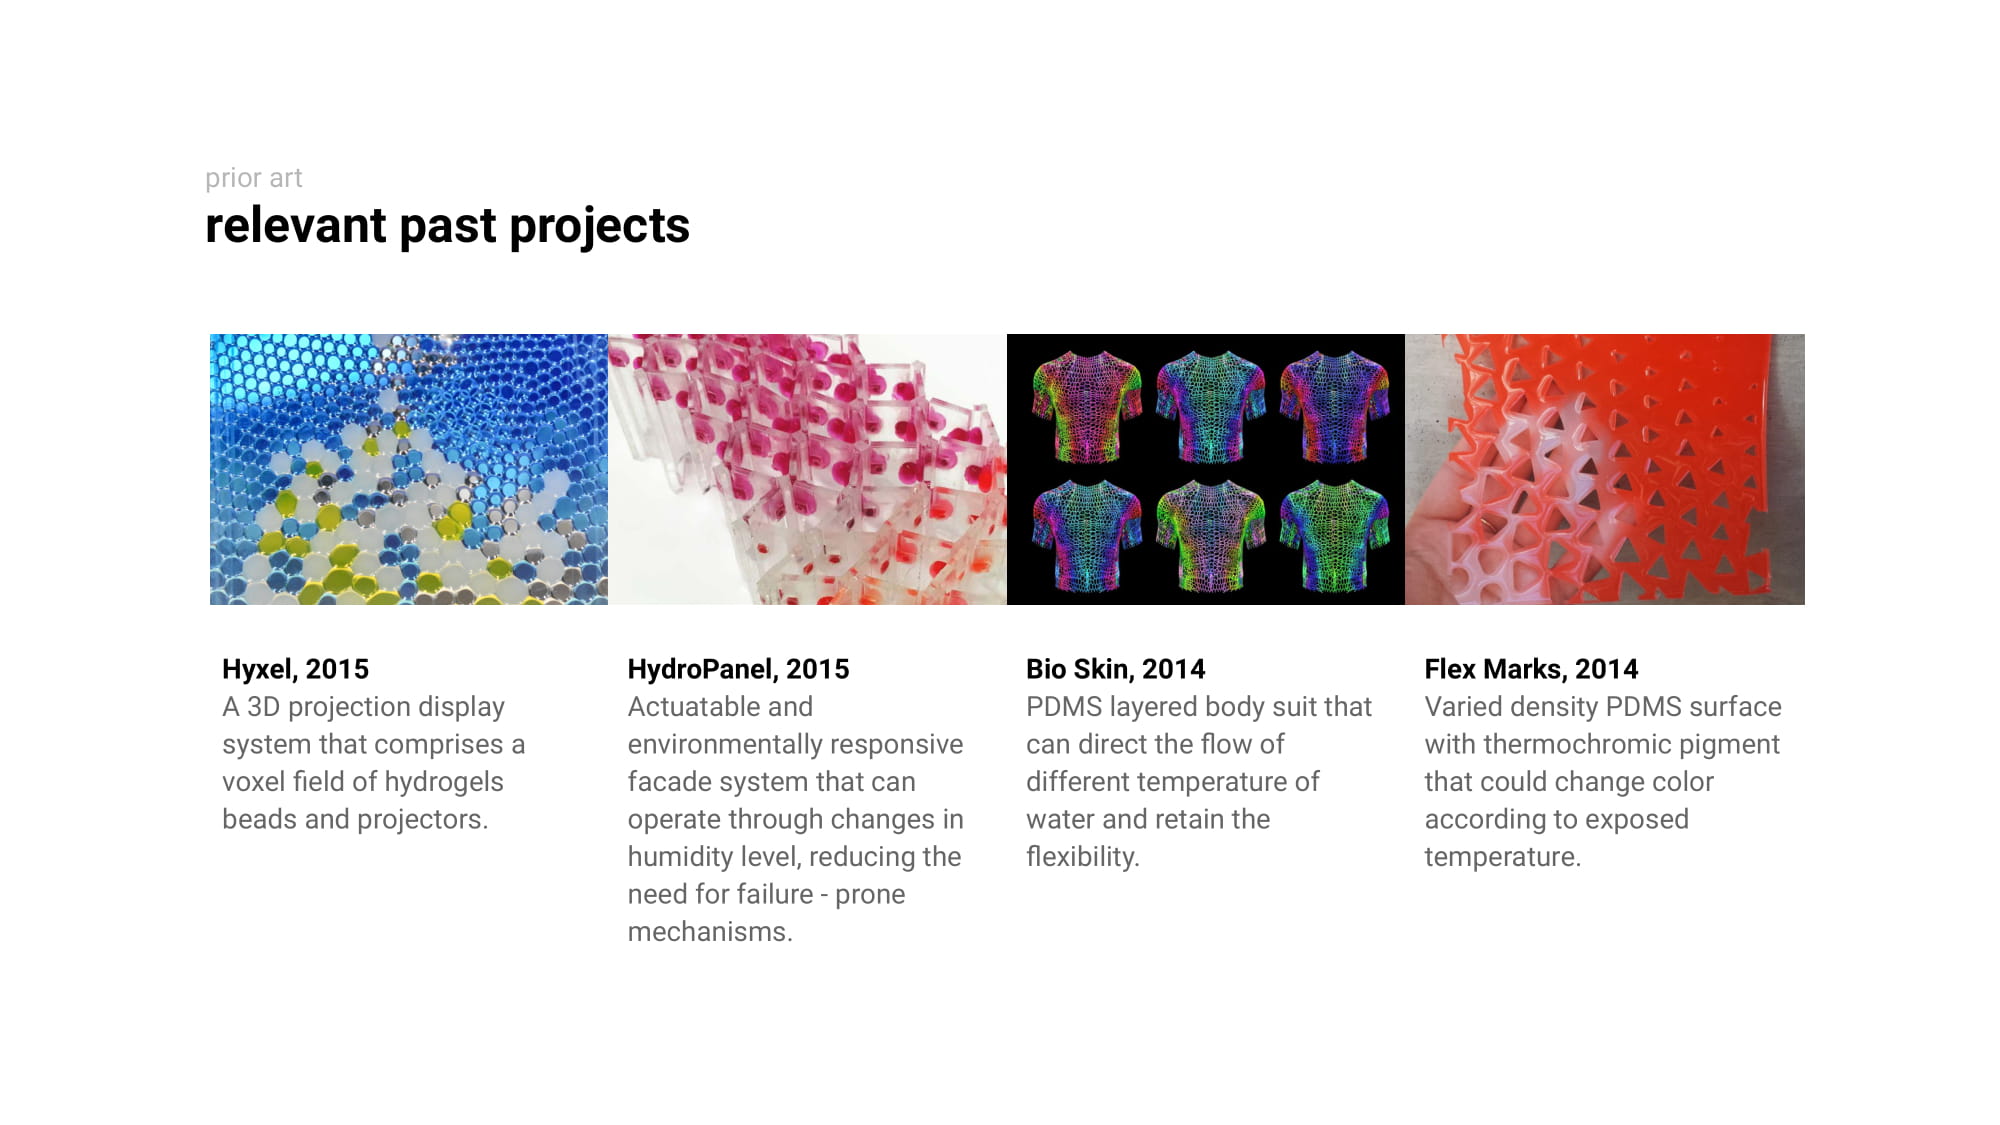 prior art
relevant past projects
Hyxel, 2015
A 3D projection display
system that comprises a
voxel field of hydrogels
beads and projectors.
HydroPanel, 2015
Actuatable and
environmentally responsive
facade system that can
operate through changes in
humidity level, reducing the
need for failure - prone
mechanisms.
Bio Skin, 2014
PDMS layered body suit that
can direct the flow of
different temperature of
water and retain the
flexibility.
Flex Marks, 2014
Varied density PDMS surface
with thermochromic pigment
that could change color
according to exposed
temperature.